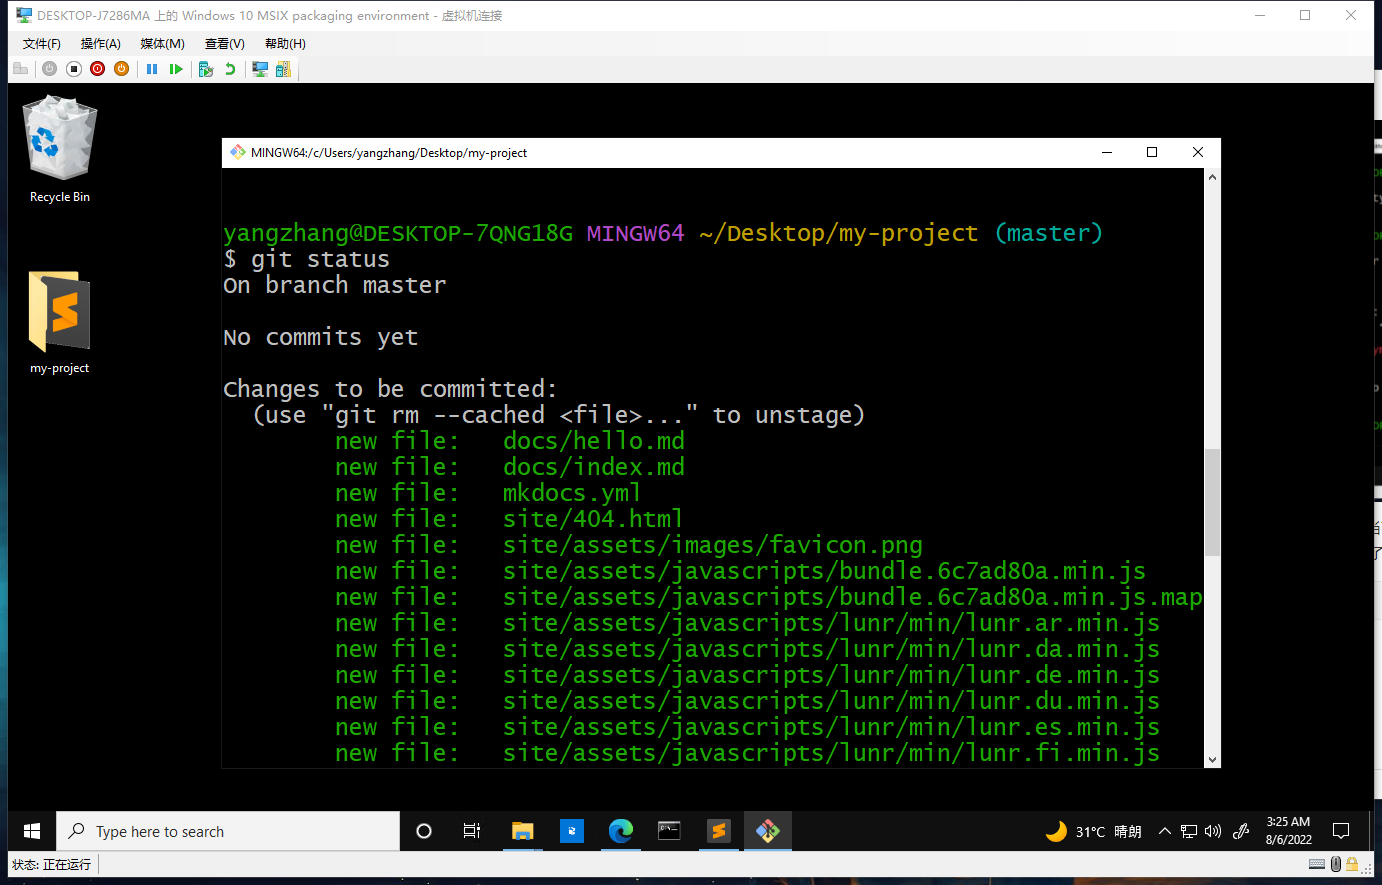 DESKTOP-J7286MA 上的 Windows 10 MSIX packaging environment - 虚拟机连接
文件(F) 操作(A) 媒体(M) 查看(V) 帮助(H)
Recycle Bin
my-project
MINGW64:/c/Users/yangzhang/Desktop/my-project
yangzhang@DESKTOP-7QNG18G MINGW64 ~/Desktop/my-project (master)
$ git status
On branch master
No commits yet
Changes to be committed:
(use "git rm --cached <file>..." to unstage)
new file: docs/hello.md
new file: docs/index.md
new file: mkdocs.yml
new file: site/404.html
new file: site/assets/images/favicon.png
new file: site/assets/javascripts/bundle.6c7ad80a.min.js
new file: site/assets/javascripts/bundle.6c7ad80a.min.js.map
new file: site/assets/javascripts/lunr/min/lunr.ar.min.js
new file: site/assets/javascripts/lunr/min/lunr.da.min.js
new file: site/assets/javascripts/lunr/min/lunr.de.min.js
new file: site/assets/javascripts/lunr/min/lunr.du.min.js
new file: site/assets/javascripts/lunr/min/lunr.es.min.js
new file: site/assets/javascripts/lunr/min/lunr.fi.min.js
Type here to search
31°C 晴朗
3:25 AM
8/6/2022
状态: 正在运行